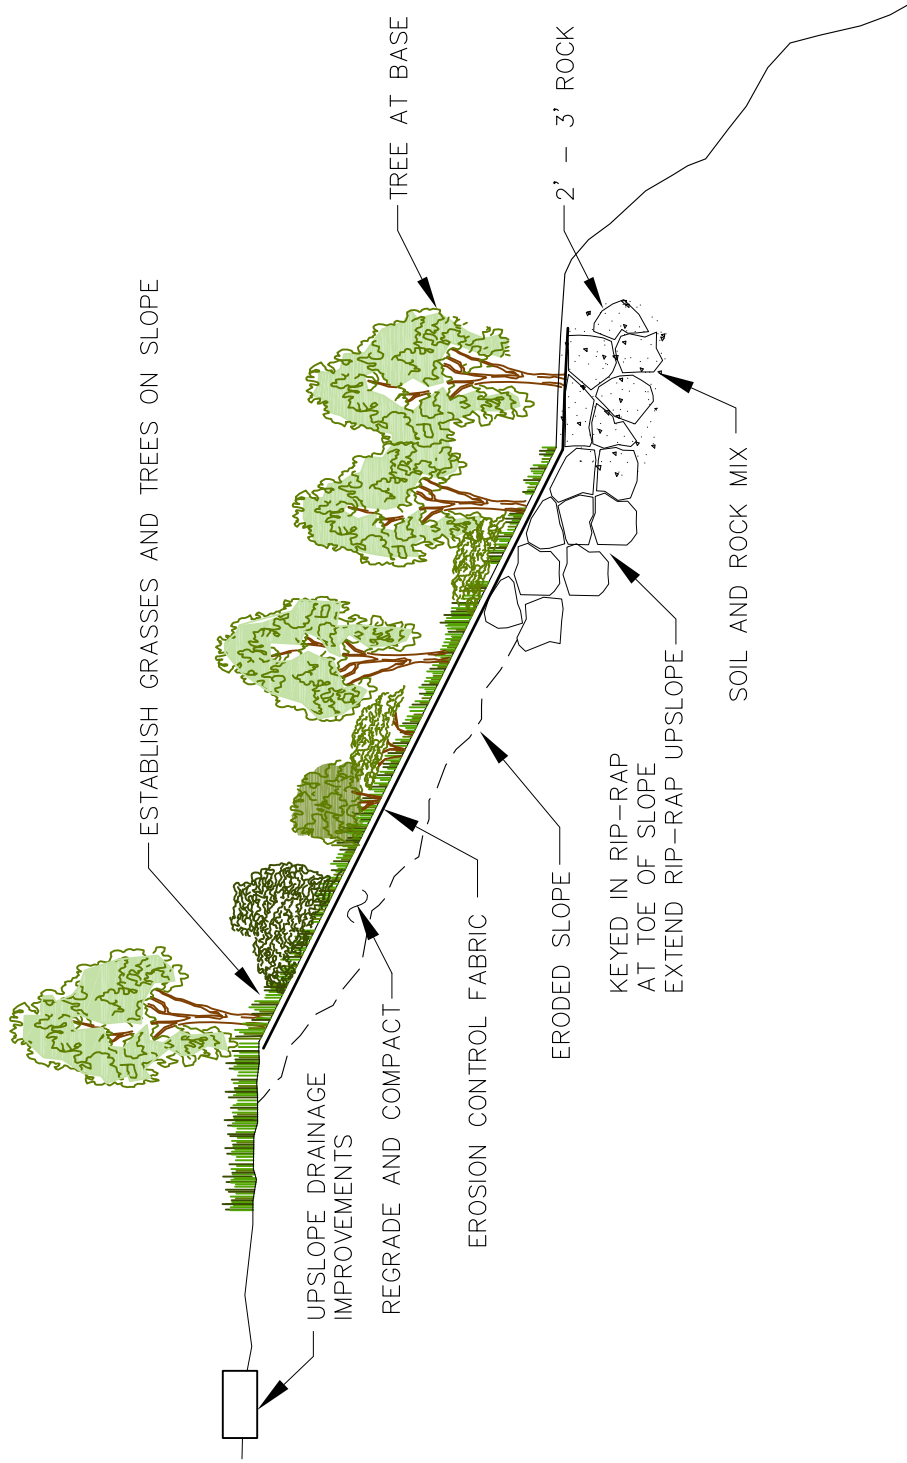 ESTABLISH GRASSES AND TREES ON SLOPE
TREE AT BASE
2' - 3' ROCK
UPSLOPE DRAINAGE
IMPROVEMENTS
REGRADE AND COMPACT
EROSION CONTROL FABRIC
ERODED SLOPE
KEYED IN RIP-RAP
AT TOE OF SLOPE
EXTEND RIP-RAP UPSLOPE
SOIL AND ROCK MIX